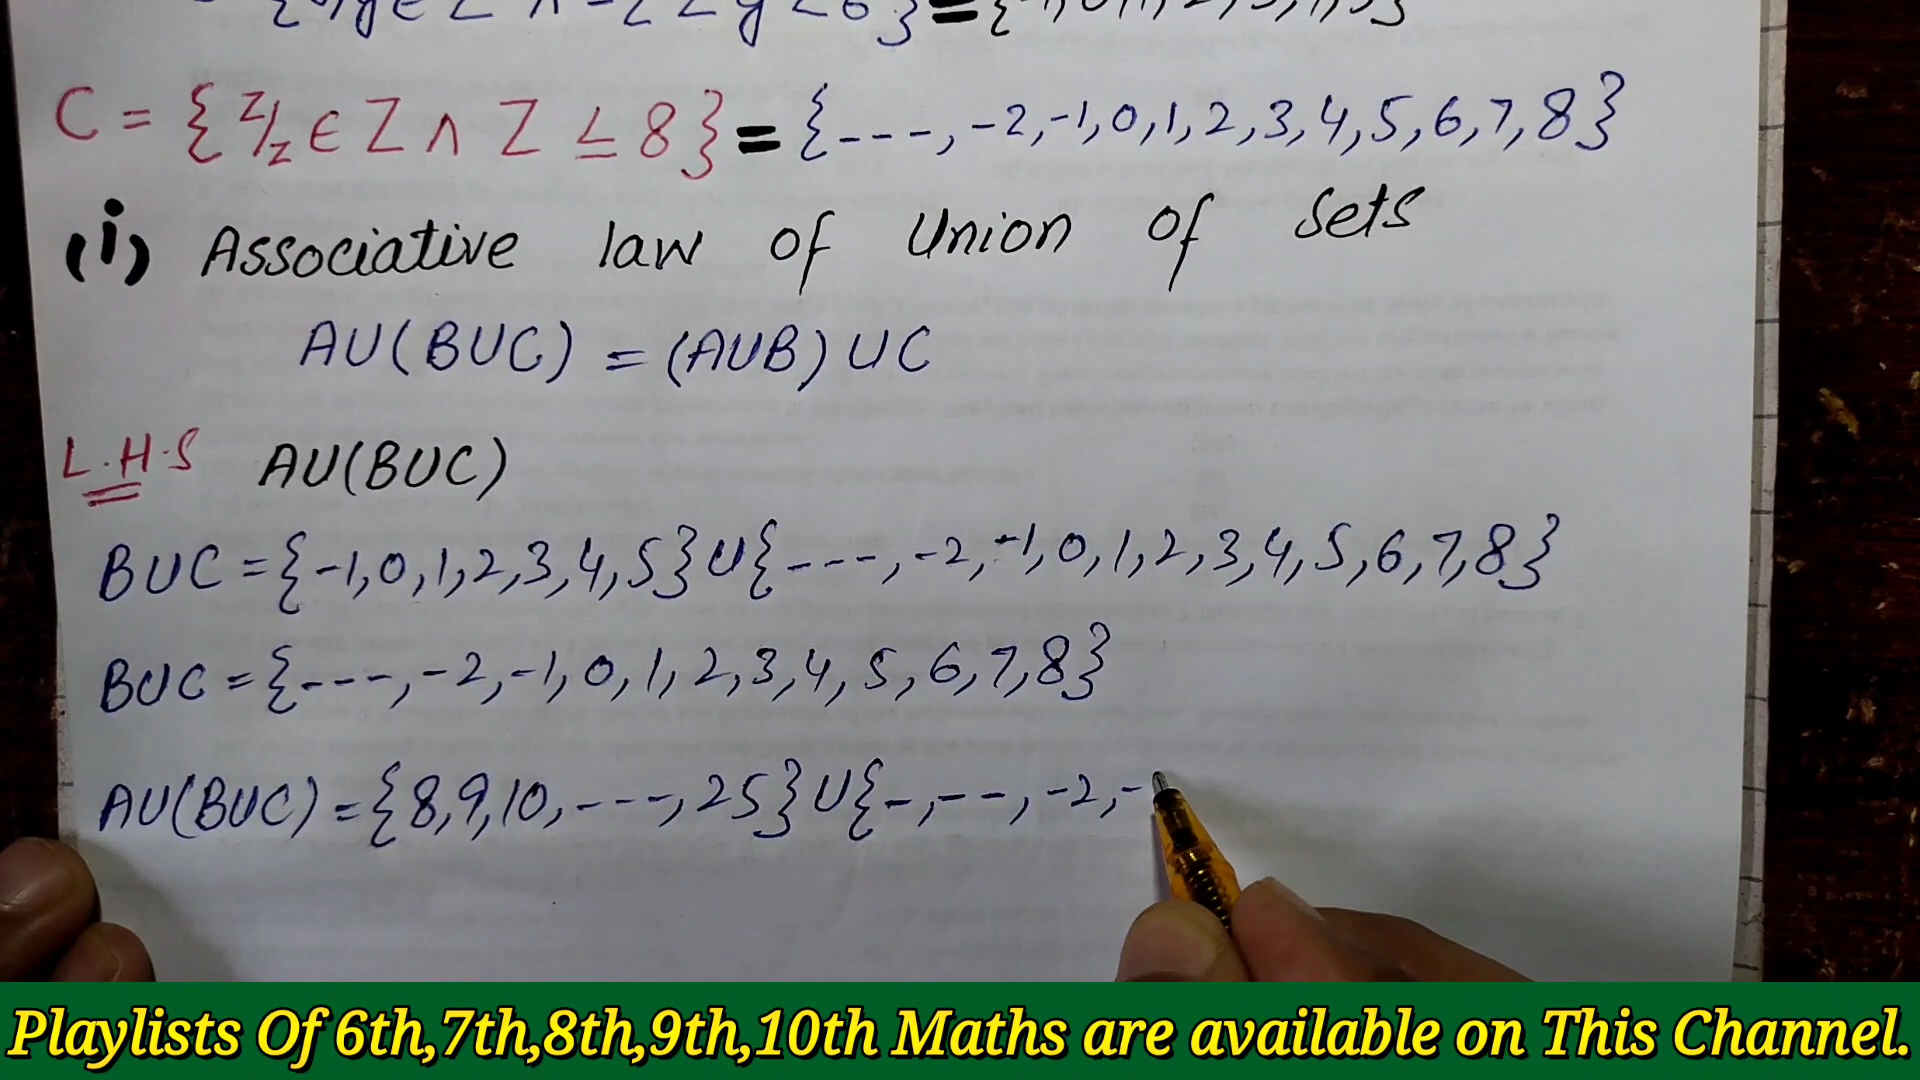 C = { z/z ∈ Z ∧ Z ≤ 8 } = { ---, -2, -1, 0, 1, 2, 3, 4, 5, 6, 7, 8 }
(i) Associative law of Union of Sets
AU(BUC) = (AUB)UC
L.H.S AU(BUC)
BUC = {-1, 0, 1, 2, 3, 4, 5} U { ---, -2, -1, 0, 1, 2, 3, 4, 5, 6, 7, 8 }
BUC = { ---, -2, -1, 0, 1, 2, 3, 4, 5, 6, 7, 8 }
AU(BUC) = {8, 9, 10, ---, 25} U { -, --, -2, -
Playlists Of 6th,7th,8th,9th,10th Maths are available on This Channel.